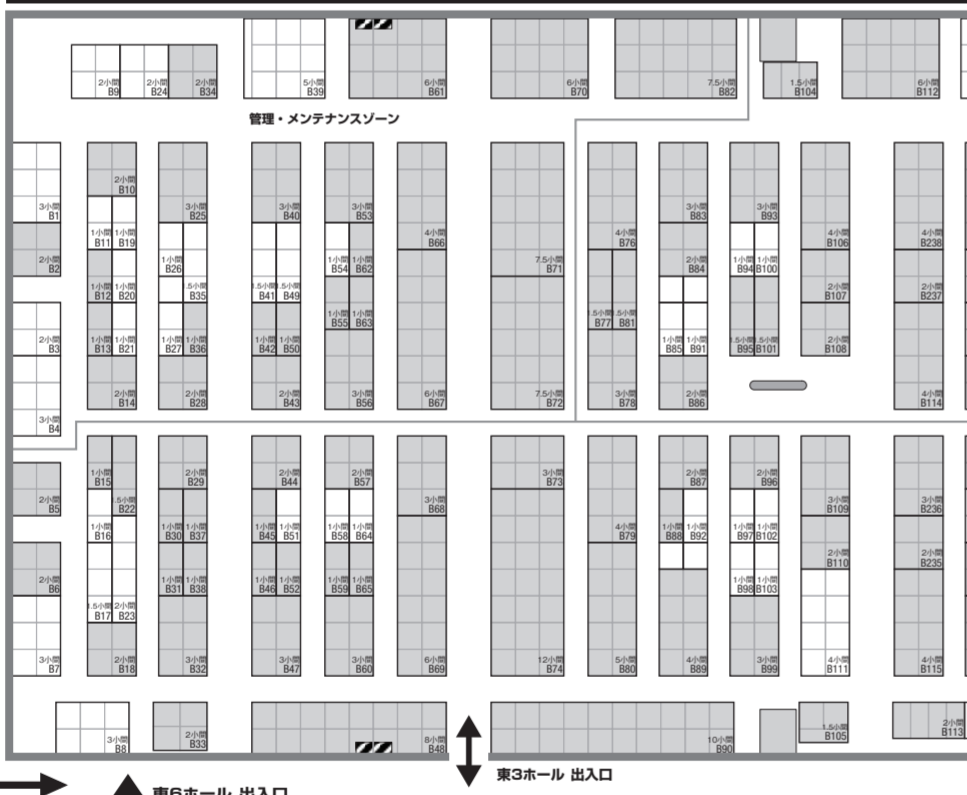 2小間 B9
2小間 B24
2小間 B34
5小間 B39
6小間 B61
6小間 B70
7.5小間 B82
1.5小間 B104
6小間 B112
管理・メンテナンスゾーン
3小間 B1
2小間 B2
2小間 B3
3小間 B4
2小間 B10
1小間 B11
1小間 B19
1小間 B12
1小間 B20
1小間 B13
1小間 B21
2小間 B14
3小間 B25
1小間 B26
.5小間 B35
1小間 B27
1小間 B36
2小間 B28
3小間 B40
.5小間 B41
.5小間 B49
1小間 B42
1小間 B50
2小間 B43
3小間 B53
1小間 B54
1小間 B62
1小間 B55
1小間 B63
3小間 B56
4小間 B66
6小間 B67
7.5小間 B71
7.5小間 B72
4小間 B76
.5小間 B77
.5小間 B81
3小間 B78
3小間 B83
2小間 B84
1小間 B85
1小間 B91
2小間 B86
3小間 B93
1小間 B94
1小間 B100
.5小間 B95
.5小間 B101
4小間 B106
2小間 B107
2小間 B108
4小間 B238
2小間 B237
4小間 B114
2小間 B5
2小間 B6
3小間 B7
1小間 B15
.5小間 B22
1小間 B16
1.5小間 B17
2小間 B23
2小間 B18
2小間 B29
1小間 B30
1小間 B37
1小間 B31
1小間 B38
3小間 B32
2小間 B44
1小間 B45
1小間 B51
1小間 B46
1小間 B52
3小間 B47
2小間 B57
1小間 B58
1小間 B64
1小間 B59
1小間 B65
3小間 B60
3小間 B68
6小間 B69
3小間 B73
12小間 B74
4小間 B79
5小間 B80
2小間 B87
1小間 B88
1小間 B92
4小間 B89
2小間 B96
1小間 B97
1小間 B102
1小間 B98
1小間 B103
3小間 B99
3小間 B109
2小間 B110
4小間 B111
3小間 B236
2小間 B235
4小間 B115
3小間 B8
2小間 B33
8小間 B48
10小間 B90
1.5小間 B105
2小間 B113
東3ホール 出入口
東6ホール 出入口